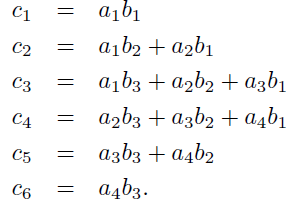 c₁ = a₁b₁
c₂ = a₁b₂ + a₂b₁
c₃ = a₁b₃ + a₂b₂ + a₃b₁
c₄ = a₂b₃ + a₃b₂ + a₄b₁
c₅ = a₃b₃ + a₄b₂
c₆ = a₄b₃.